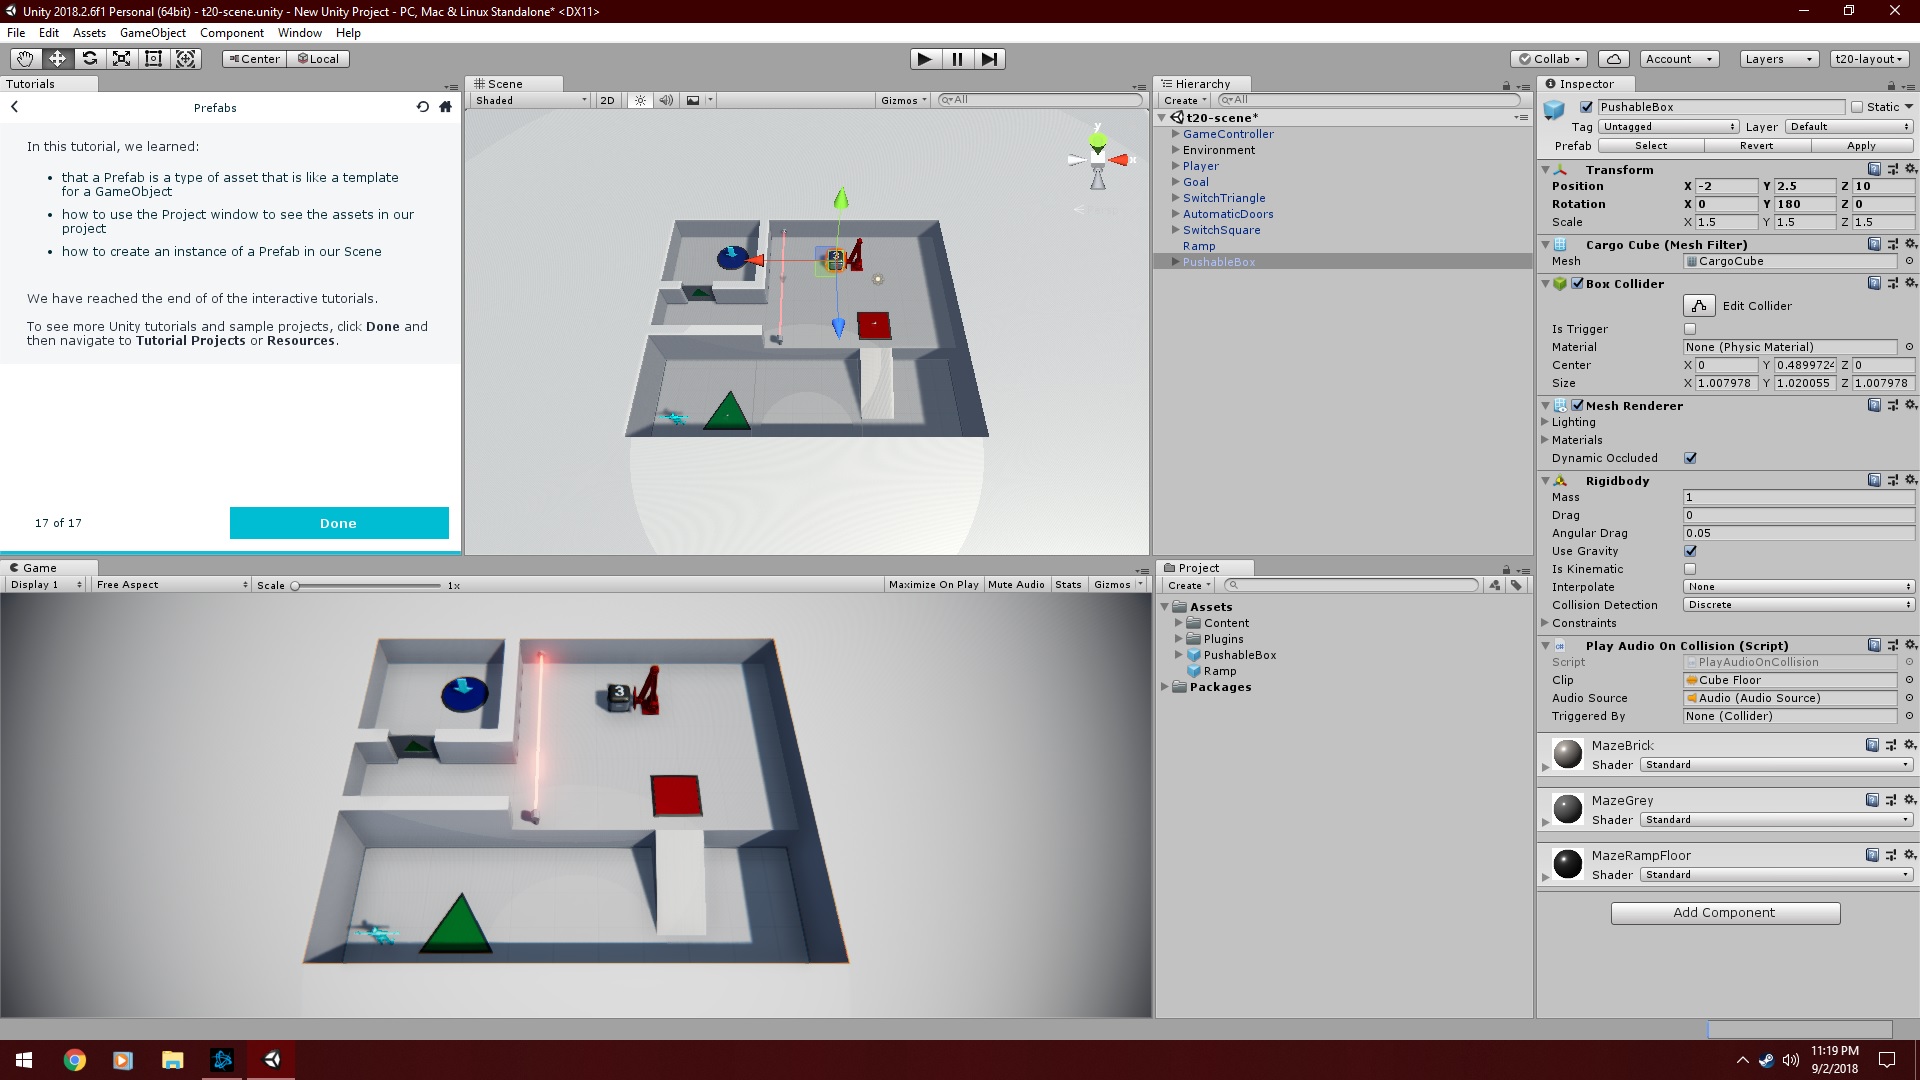 Unity 2018.2.6f1 Personal (64bit) - t20-scene.unity - New Unity Project - PC, Mac & Linux Standalone* <DX11>
File Edit Assets GameObject Component Window Help
Center Local Collab Account Layers t20-layout
Tutorials
Prefabs
In this tutorial, we learned:
• that a Prefab is a type of asset that is like a template
for a GameObject
• how to use the Project window to see the assets in our
project
• how to create an instance of a Prefab in our Scene
We have reached the end of of the interactive tutorials.
To see more Unity tutorials and sample projects, click Done and
then navigate to Tutorial Projects or Resources.
17 of 17 Done
Scene
Shaded 2D Gizmos All
y
x
Hierarchy
Create All
t20-scene*
GameController
Environment
Player
Goal
SwitchTriangle
AutomaticDoors
SwitchSquare
Ramp
PushableBox
Inspector
PushableBox Static
Tag Untagged Layer Default
Prefab Select Revert Apply
Transform
Position X -2 Y 2.5 Z 10
Rotation X 0 Y 180 Z 0
Scale X 1.5 Y 1.5 Z 1.5
Cargo Cube (Mesh Filter)
Mesh CargoCube
Box Collider
Edit Collider
Is Trigger
Material None (Physic Material)
Center X 0 Y 0.4899724 Z 0
Size X 1.007978 Y 1.020055 Z 1.007978
Mesh Renderer
Lighting
Materials
Dynamic Occluded
Rigidbody
Mass 1
Drag 0
Angular Drag 0.05
Use Gravity
Is Kinematic
Interpolate None
Collision Detection Discrete
Constraints
Play Audio On Collision (Script)
Script PlayAudioOnCollision
Clip Cube Floor
Audio Source Audio (Audio Source)
Triggered By None (Collider)
MazeBrick
Shader Standard
MazeGrey
Shader Standard
MazeRampFloor
Shader Standard
Add Component
Game
Display 1 Free Aspect Scale 1x Maximize On Play Mute Audio Stats Gizmos
3
Project
Create
Assets
Content
Plugins
PushableBox
Ramp
Packages
11:19 PM
9/2/2018